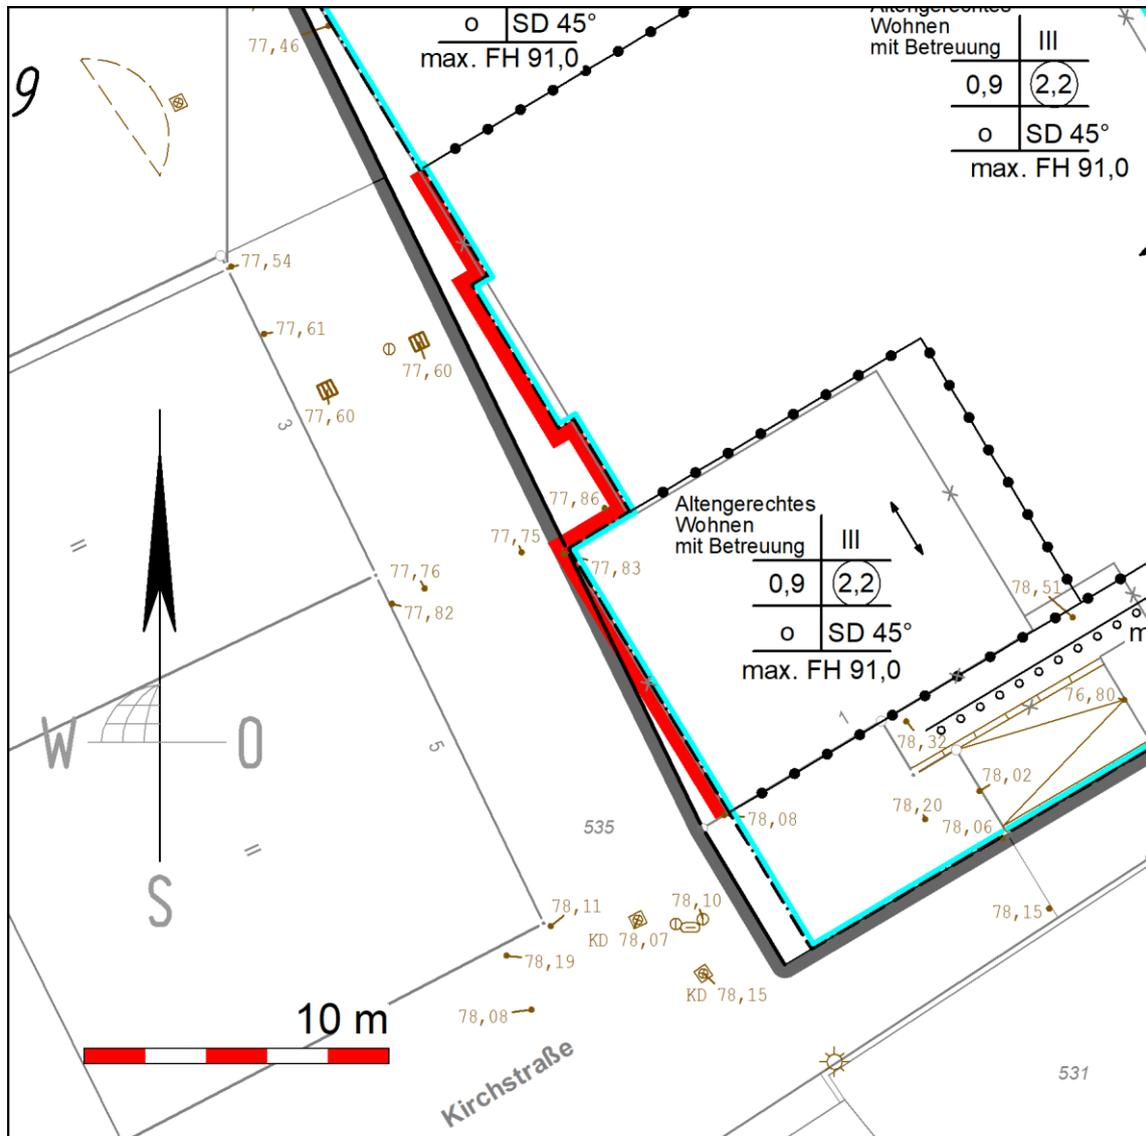 77,46
o SD 45°
max. FH 91,0
Altengerechtes
Wohnen
mit Betreuung III
0,9 2,2
o SD 45°
max. FH 91,0
9
77,54
77,61
77,60
77,60
3
77,86
77,75
77,83
77,76
77,82
Altengerechtes
Wohnen
mit Betreuung III
0,9 2,2
o SD 45°
max. FH 91,0
78,51
m
76,80
1
78,32
78,02
78,20
78,06
78,08
W O
S
5
535
78,11
78,10
KD 78,07
78,19
KD 78,15
78,15
78,08
10 m
Kirchstraße
531